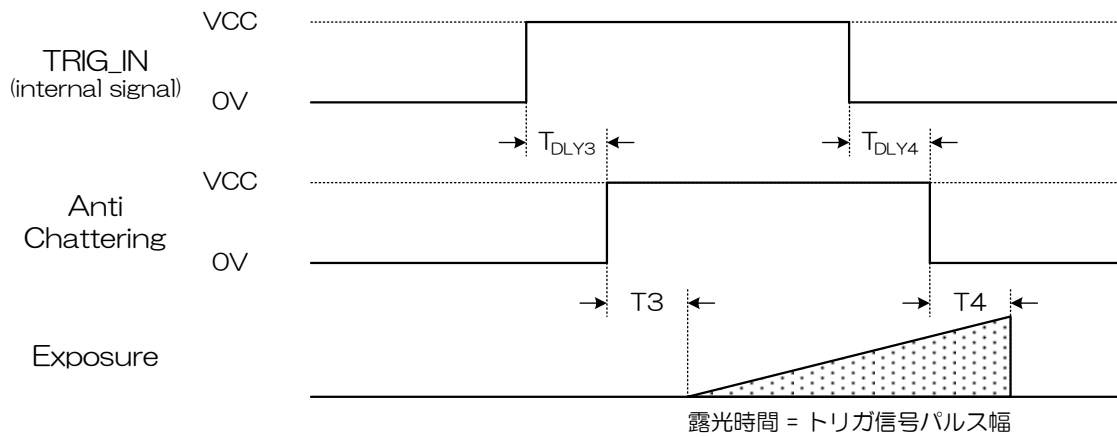 VCC
TRIG_IN
(internal signal)
0V
TDLY3
TDLY4
VCC
Anti
Chattering
0V
T3
T4
Exposure
露光時間 = トリガ信号パルス幅